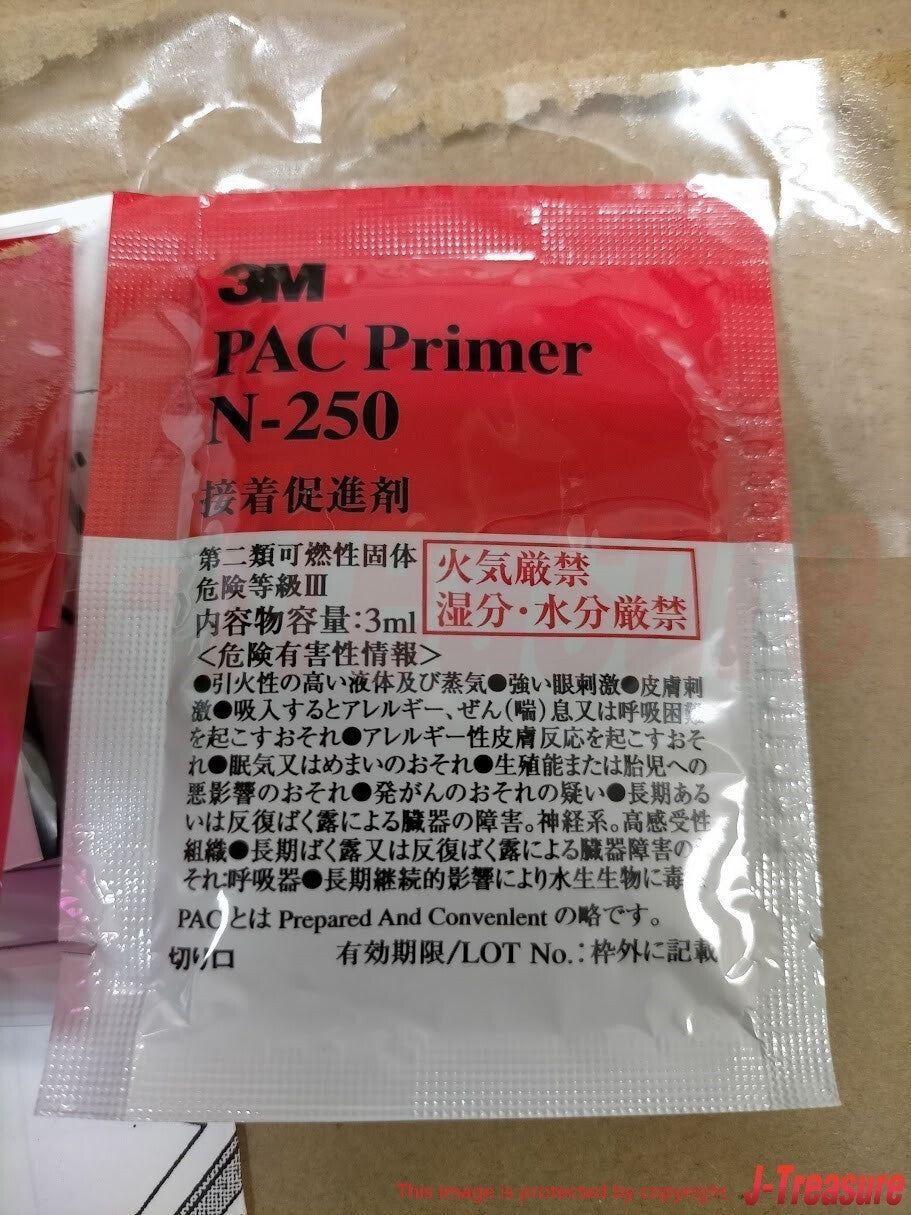 3M
PAC Primer
N-250
接着促進剤
第二類可燃性固体
危険等級Ⅲ
内容物容量:3ml
火気厳禁
湿分・水分厳禁
<危険有害性情報>
●引火性の高い液体及び蒸気●強い眼刺激●皮膚刺
激●吸入するとアレルギー、ぜん(喘)息又は呼吸困難
を起こすおそれ●アレルギー性皮膚反応を起こすおそ
れ●眠気又はめまいのおそれ●生殖能または胎児への
悪影響のおそれ●発がんのおそれの疑い●長期ある
いは反復ばく露による臓器の障害。神経系。高感受性
組織●長期ばく露又は反復ばく露による臓器障害の
それ:呼吸器●長期継続的影響により水生生物に毒
PACとは Prepared And Convenlent の略です。
切り口
有効期限/LOT No.:枠外に記載
This image is protected by copyright.
J-Treasure